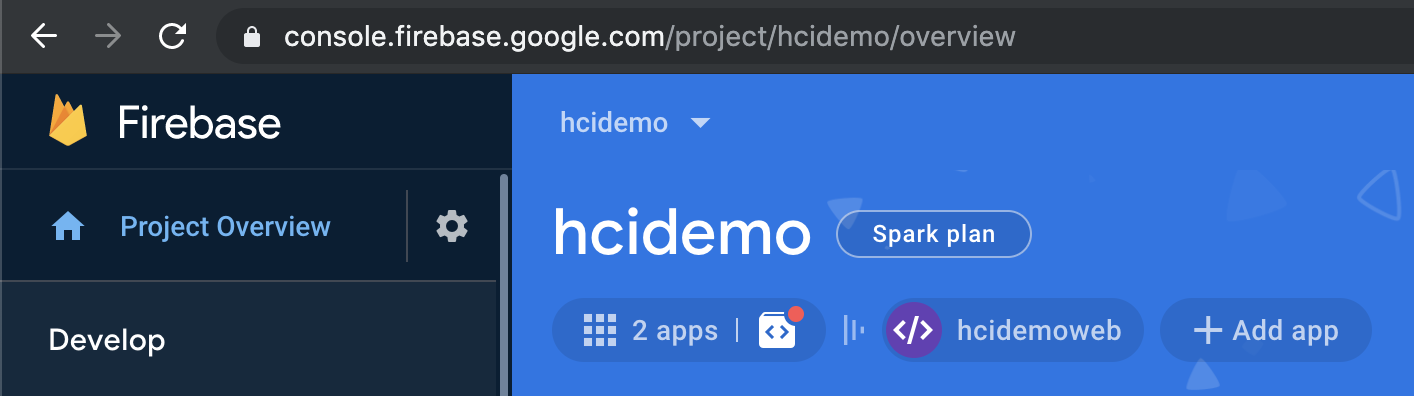 console.firebase.google.com/project/hcidemo/overview
Firebase
hcidemo
Project Overview
hcidemo
Spark plan
2 apps
hcidemoweb
Add app
Develop